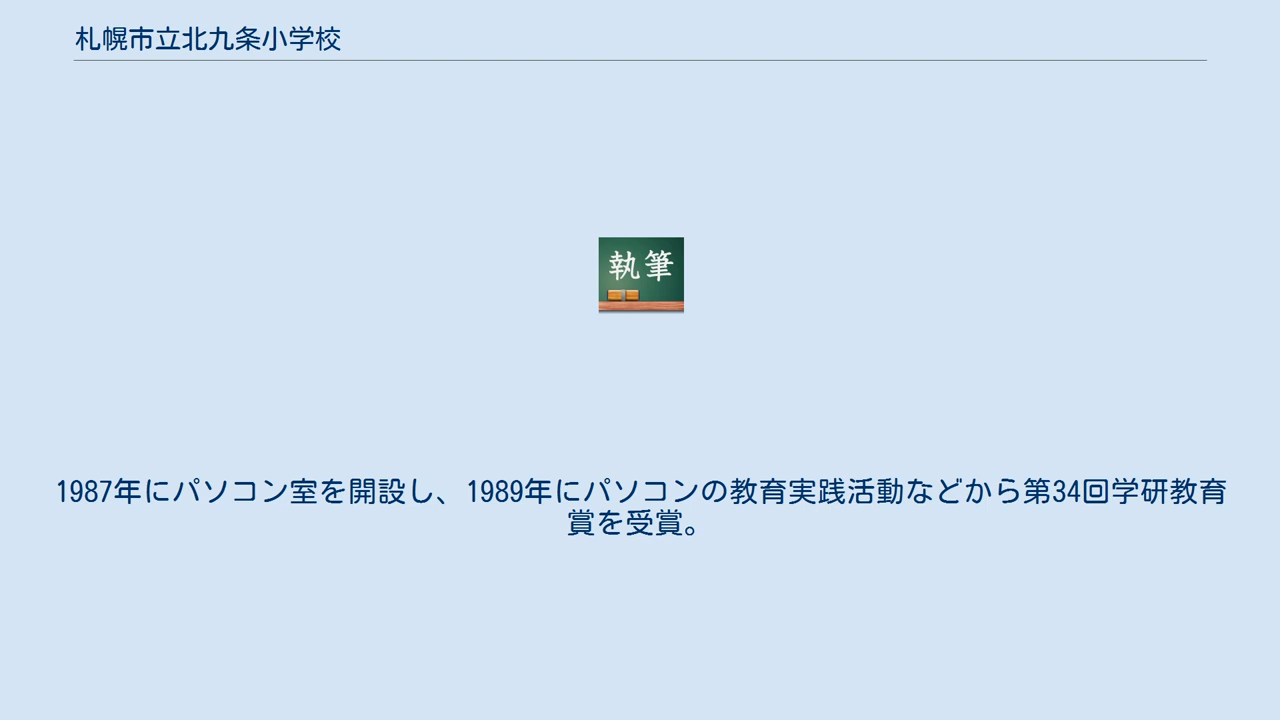 札幌市立北九条小学校
執筆
1987年にパソコン室を開設し、1989年にパソコンの教育実践活動などから第34回学研教育
賞を受賞。